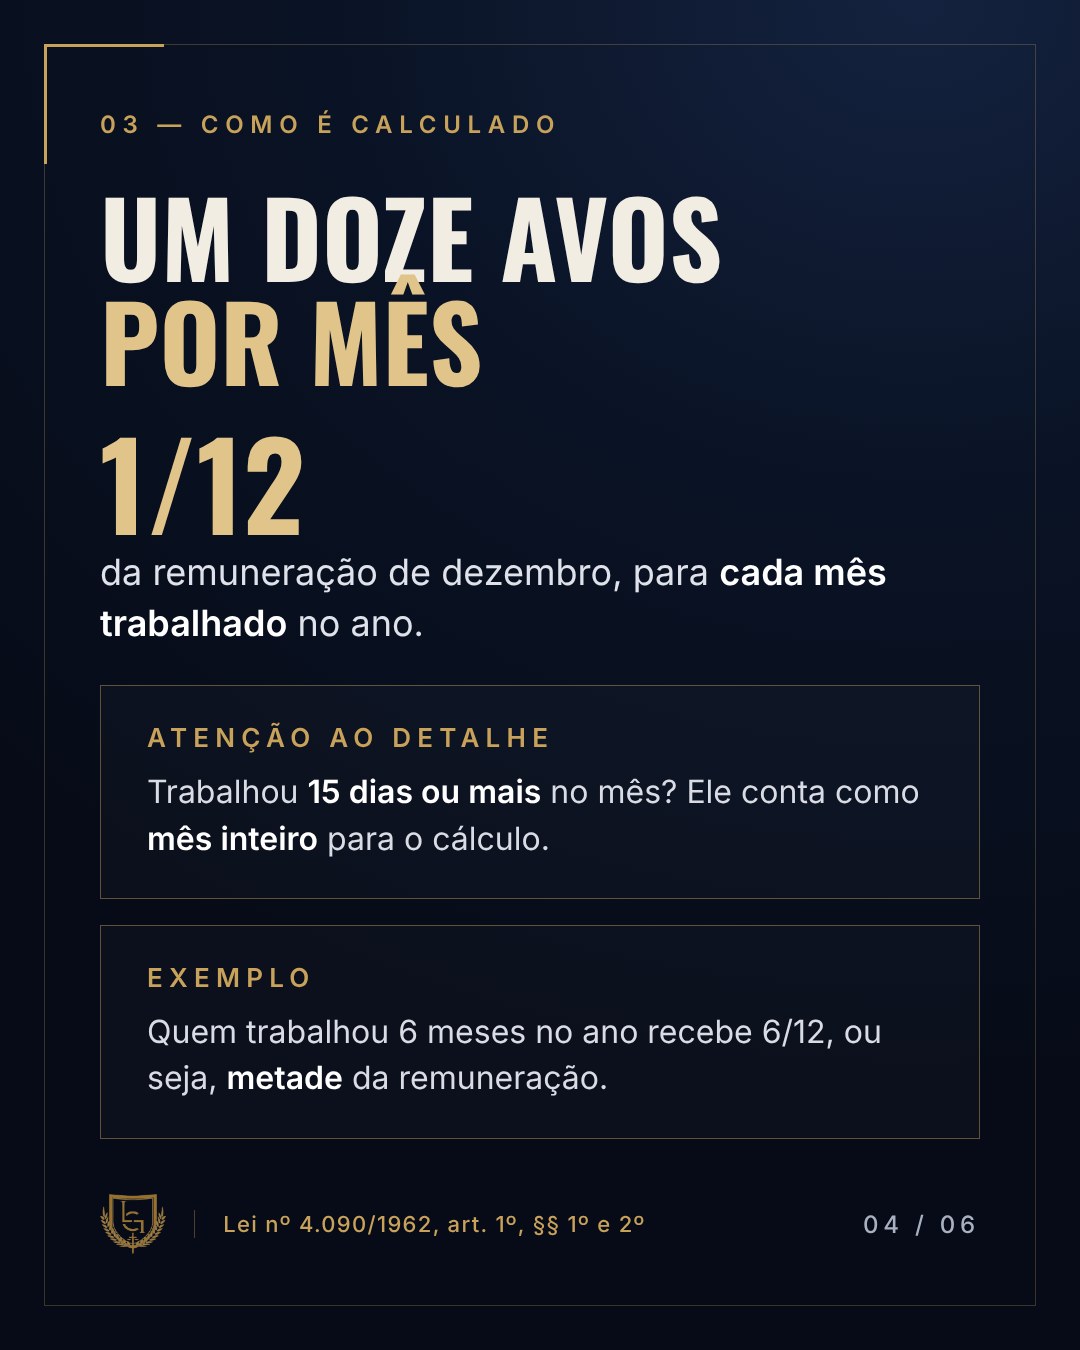 03 — COMO É CALCULADO
UM DOZE AVOS
POR MÊS
1/12
da remuneração de dezembro, para cada mês
trabalhado no ano.
ATENÇÃO AO DETALHE
Trabalhou 15 dias ou mais no mês? Ele conta como
mês inteiro para o cálculo.
EXEMPLO
Quem trabalhou 6 meses no ano recebe 6/12, ou
seja, metade da remuneração.
Lei nº 4.090/1962, art. 1º, §§ 1º e 2º
04 / 06